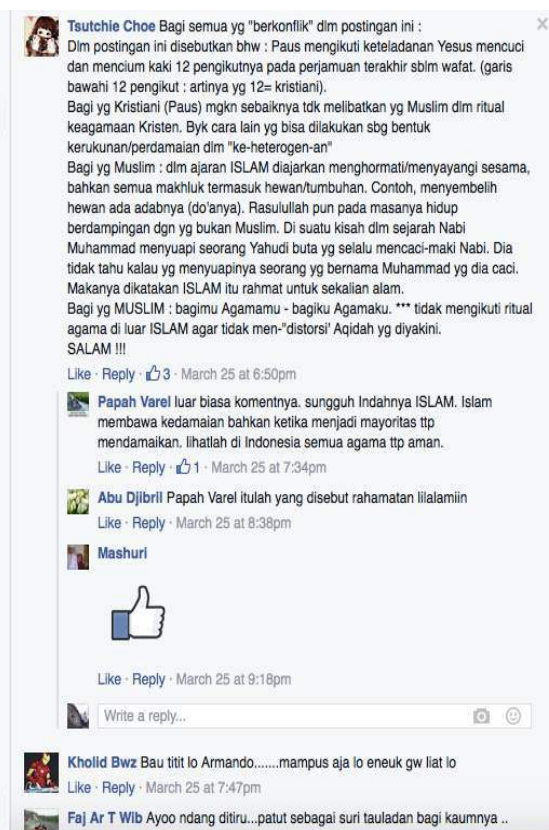 Tsutchie Choe Bagi semua yg "berkonflik" dlm postingan ini :
Dlm postingan ini disebutkan bhw : Paus mengikuti keteladanan Yesus mencuci
dan mencium kaki 12 pengikutnya pada perjamuan terakhir sblm wafat. (garis
bawahi 12 pengikut : artinya yg 12= kristiani).
Bagi yg Kristiani (Paus) mgkn sebaiknya tdk melibatkan yg Muslim dlm ritual
keagamaan Kristen. Byk cara lain yg bisa dilakukan sbg bentuk
kerukunan/perdamaian dlm "ke-heterogen-an"
Bagi yg Muslim : dlm ajaran ISLAM diajarkan menghormati/menyayangi sesama,
bahkan semua makhluk termasuk hewan/tumbuhan. Contoh, menyembelih
hewan ada adabnya (do'anya). Rasulullah pun pada masanya hidup
berdampingan dgn yg bukan Muslim. Di suatu kisah dlm sejarah Nabi
Muhammad menyuapi seorang Yahudi buta yg selalu mencaci-maki Nabi. Dia
tidak tahu kalau yg menyuapinya seorang yg bernama Muhammad yg dia caci.
Makanya dikatakan ISLAM itu rahmat untuk sekalian alam.
Bagi yg MUSLIM : bagimu Agamamu - bagiku Agamaku. *** tidak mengikuti ritual
agama di luar ISLAM agar tidak men-"distorsi' Aqidah yg diyakini.
SALAM !!!
Like · Reply · 3 · March 25 at 6:50pm
Papah Varel luar biasa komentnya. sungguh Indahnya ISLAM. Islam
membawa kedamaian bahkan ketika menjadi mayoritas ttp
mendamaikan. lihatlah di Indonesia semua agama ttp aman.
Like · Reply · 1 · March 25 at 7:34pm
Abu Djibril Papah Varel itulah yang disebut rahamatan lilalamiin
Like · Reply · March 25 at 8:38pm
Mashuri
Like · Reply · March 25 at 9:18pm
Write a reply...
Kholid Bwz Bau titit lo Armando.......mampus aja lo eneuk gw liat lo
Like · Reply · March 25 at 7:47pm
Faj Ar T Wib Ayoo ndang ditiru...patut sebagai suri tauladan bagi kaumnya ..